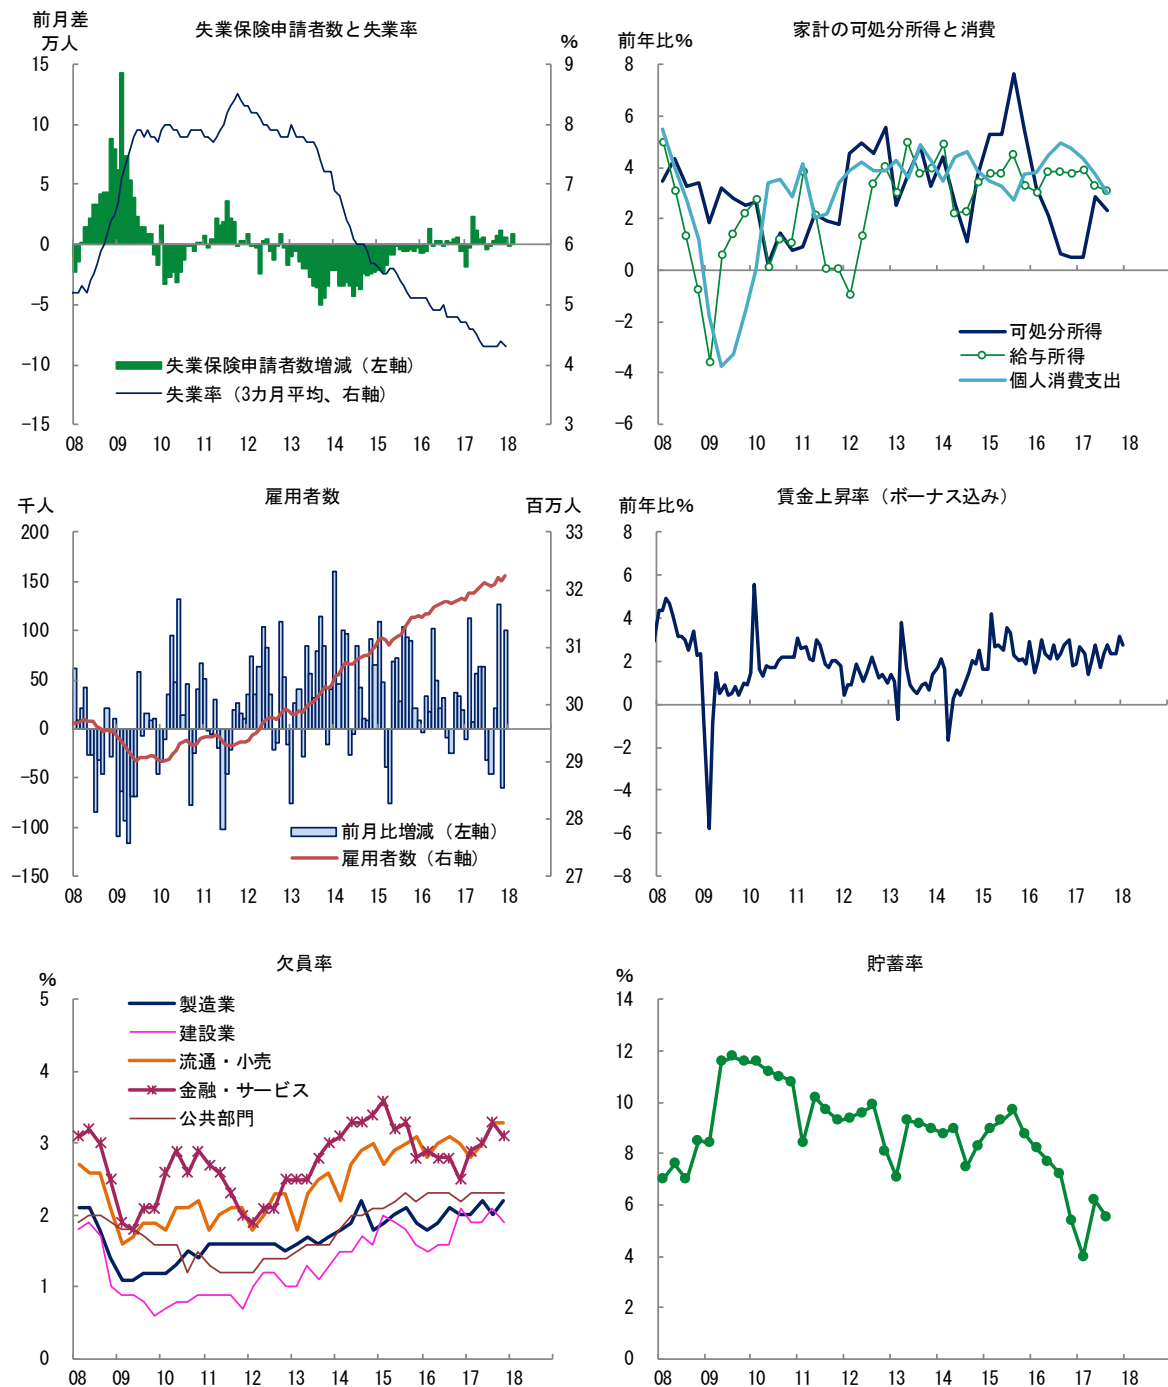 失業保険申請者数と失業率
前月差
万人
%
15
10
5
0
−5
−10
−15
9
8
7
6
5
4
3
失業保険申請者数増減（左軸）
失業率（3カ月平均、右軸）
08 09 10 11 12 13 14 15 16 17 18
家計の可処分所得と消費
前年比%
8
6
4
2
0
−2
−4
−6
可処分所得
給与所得
個人消費支出
08 09 10 11 12 13 14 15 16 17 18
雇用者数
千人
百万人
200
150
100
50
0
−50
−100
−150
33
32
31
30
29
28
27
前月比増減（左軸）
雇用者数（右軸）
08 09 10 11 12 13 14 15 16 17 18
賃金上昇率（ボーナス込み）
前年比%
8
6
4
2
0
−2
−4
−6
−8
08 09 10 11 12 13 14 15 16 17 18
欠員率
%
5
4
3
2
1
0
製造業
建設業
流通・小売
金融・サービス
公共部門
08 09 10 11 12 13 14 15 16 17 18
貯蓄率
%
14
12
10
8
6
4
2
0
08 09 10 11 12 13 14 15 16 17 18